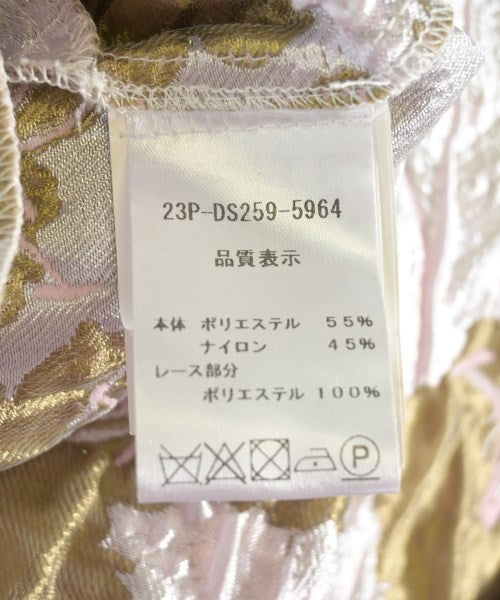 23P-DS259-5964
品質表示
本体 ポリエステル 55%
ナイロン 45%
レース部分
ポリエステル 100%
P